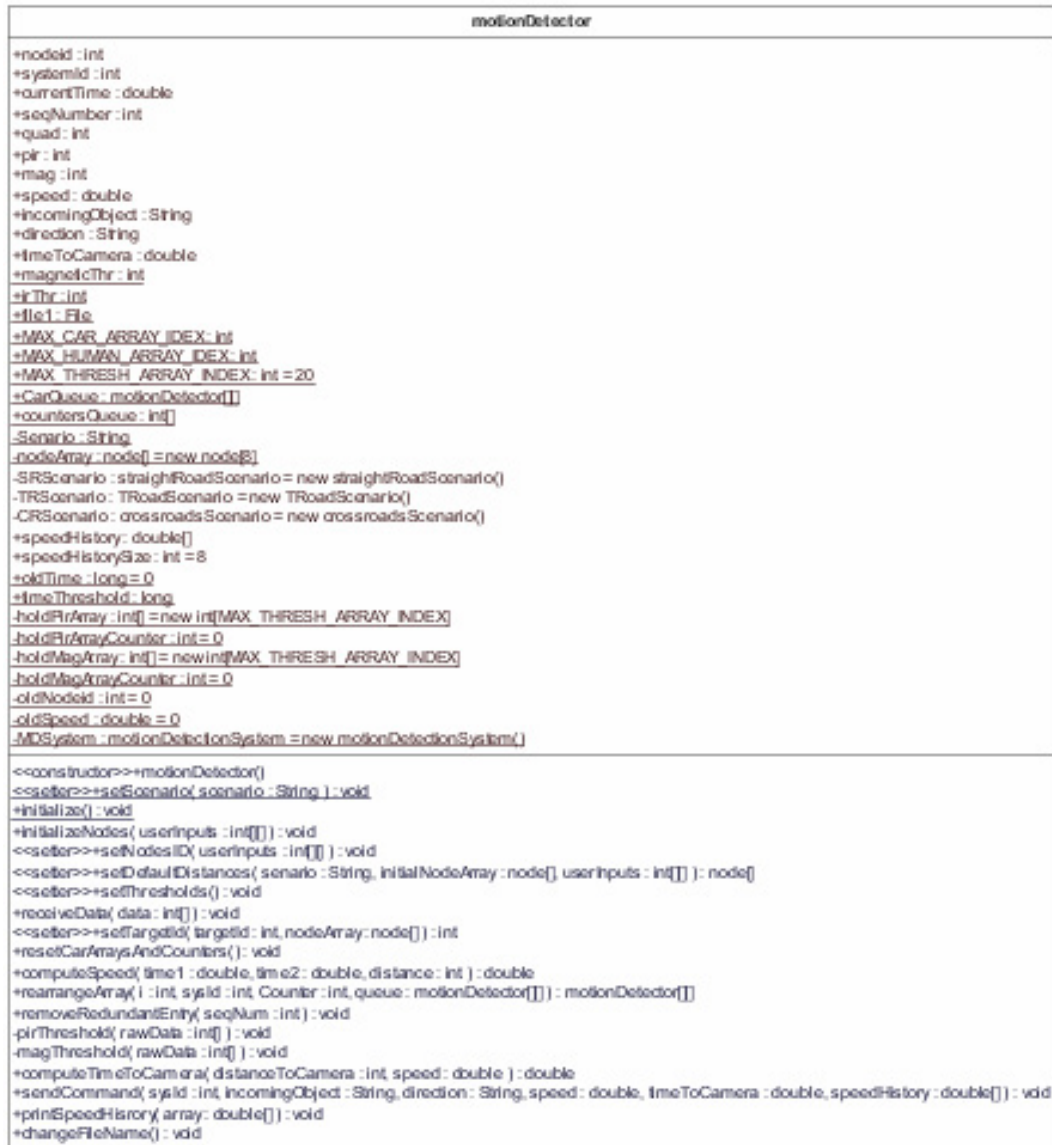 motionDetector
+nodeid : int
+systemId : int
+currentTime : double
+seqNumber : int
+quad : int
+pir : int
+mag : int
+speed : double
+incomingObject : String
+direction : String
+timeToCamera : double
+magneticThr : int
+irThr : int
+file1 : File
+MAX_CAR_ARRAY_IDEX : int
+MAX_HUMAN_ARRAY_IDEX : int
+MAX_THRESH_ARRAY_INDEX : int = 20
+CarQueue : motionDetector[][]
+countersQueue : int[]
-Senario : String
-nodeArray : node[] = new node[8]
-SRScenario : straightRoadScenario = new straightRoadScenario()
-TRScenario : TRoadScenario = new TRoadScenario()
-CRScenario : crossroadsScenario = new crossroadsScenario()
+speedHistory : double[]
+speedHistorySize : int = 8
+oldTime : long = 0
+timeThreshold : long
-holdPirArray : int[] = new int[MAX_THRESH_ARRAY_INDEX]
-holdPirArrayCounter : int = 0
-holdMagArray : int[] = new int[MAX_THRESH_ARRAY_INDEX]
-holdMagArrayCounter : int = 0
-oldNodeid : int = 0
-oldSpeed : double = 0
-MDSystem : motionDetectionSystem = new motionDetectionSystem()
<<constructor>>+motionDetector()
<<setter>>+setScenario( scenario : String ) : void
+initialize() : void
+initializeNodes( userInputs : int[][] ) : void
<<setter>>+setNodesID( userInputs : int[][] ) : void
<<setter>>+setDefaultDistances( senario : String, initialNodeArray : node[], userInputs : int[][] ) : node[]
<<setter>>+setThresholds() : void
+receiveData( data : int[] ) : void
<<setter>>+setTargetId( targetId : int, nodeArray : node[] ) : int
+resetCarArraysAndCounters() : void
+computeSpeed( time1 : double, time2 : double, distance : int ) : double
+rearrangeArray( i : int, sysId : int, Counter : int, queue : motionDetector[][] ) : motionDetector[][]
+removeRedundantEntry( seqNum : int ) : void
-pirThreshold( rawData : int[] ) : void
-magThreshold( rawData : int[] ) : void
+computeTimeToCamera( distanceToCamera : int, speed : double ) : double
+sendCommand( sysId : int, incomingObject : String, direction : String, speed : double, timeToCamera : double, speedHistory : double[] ) : void
+printSpeedHisrory( array : double[] ) : void
+changeFileName() : void